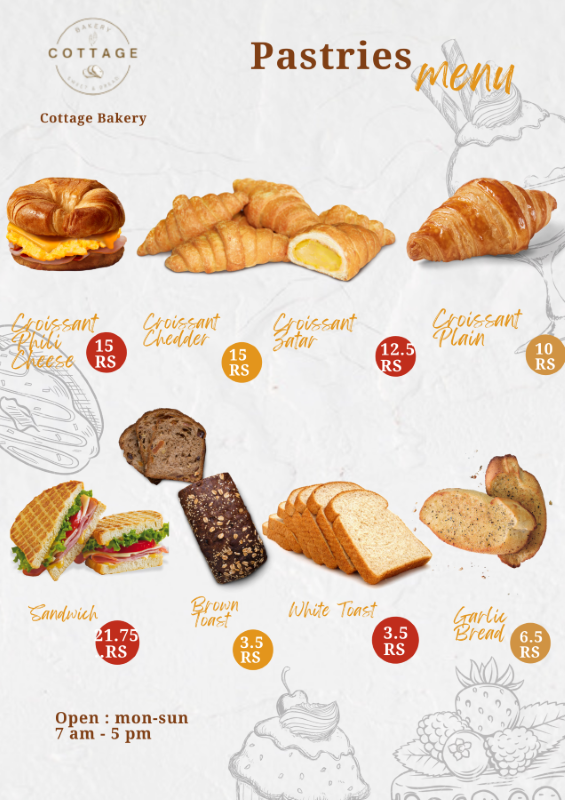 BAKERY
COTTAGE
SWEET & BREAD
Cottage Bakery
Pastries
menu
Croissant
Phili
Cheese
15
RS
Croissant
Chedder
15
RS
Croissant
Zatar
12.5
RS
Croissant
Plain
10
RS
Sandwich
21.75
.RS
Brown
Toast
3.5
RS
White Toast
3.5
RS
Garlic
Bread
6.5
RS
Open : mon-sun
7 am - 5 pm